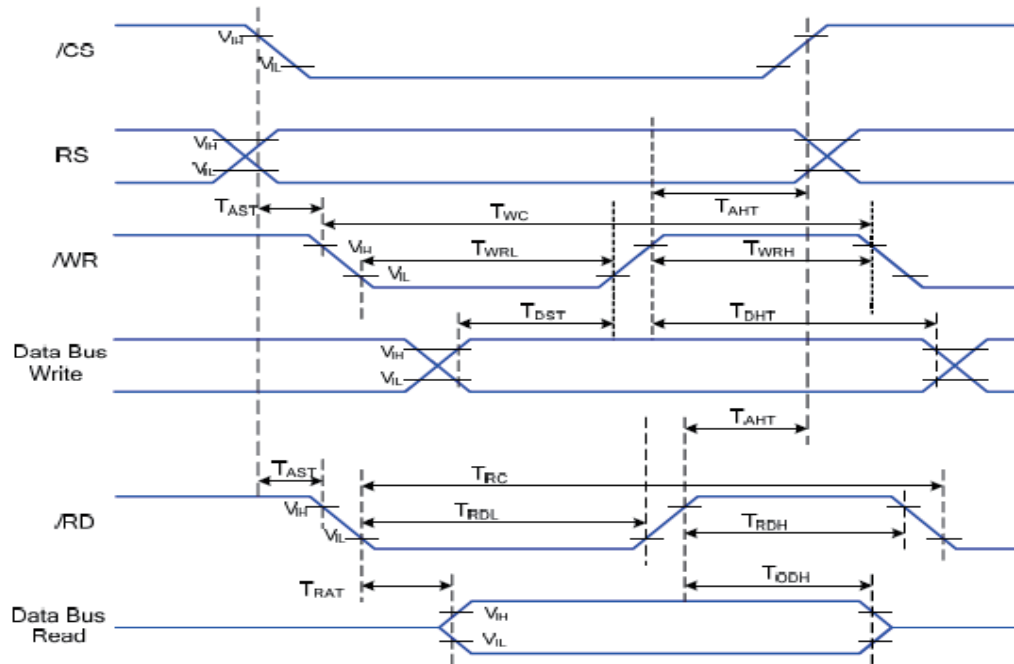 /CS
VIH
VIL
RS
VIH
VIL
TAST
TWC
TAHT
/WR
VIH
TWRL
TWRH
VIL
TDST
TDHT
Data Bus
Write
VIH
VIL
TAHT
TAST
TRC
/RD
VIH
TRDL
TRDH
VIL
TRAT
TODH
Data Bus
Read
VIH
VIL